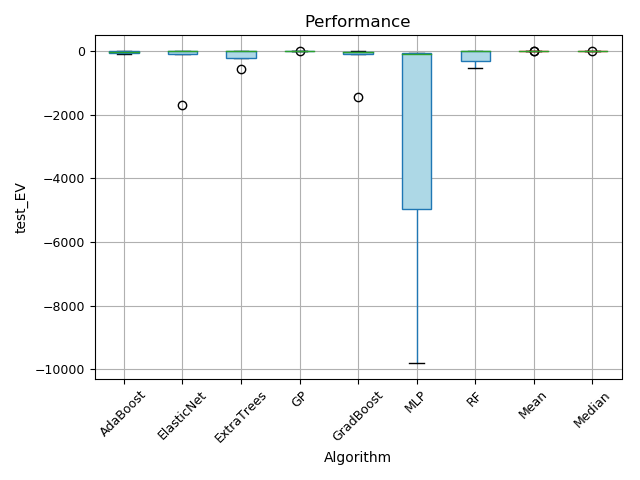 Performance
test_EV
0
−2000
−4000
−6000
−8000
−10000
AdaBoost
ElasticNet
ExtraTrees
GP
GradBoost
MLP
RF
Mean
Median
Algorithm